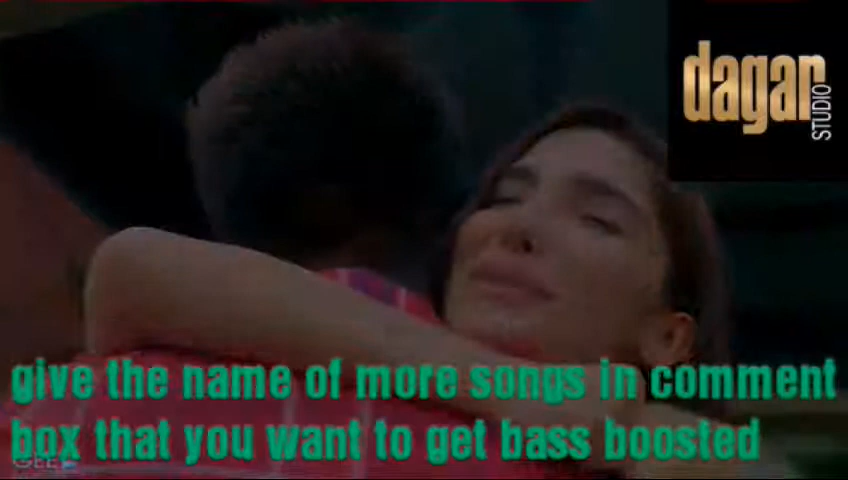 dagar
STUDIO
give the name of more songs in comment
box that you want to get bass boosted